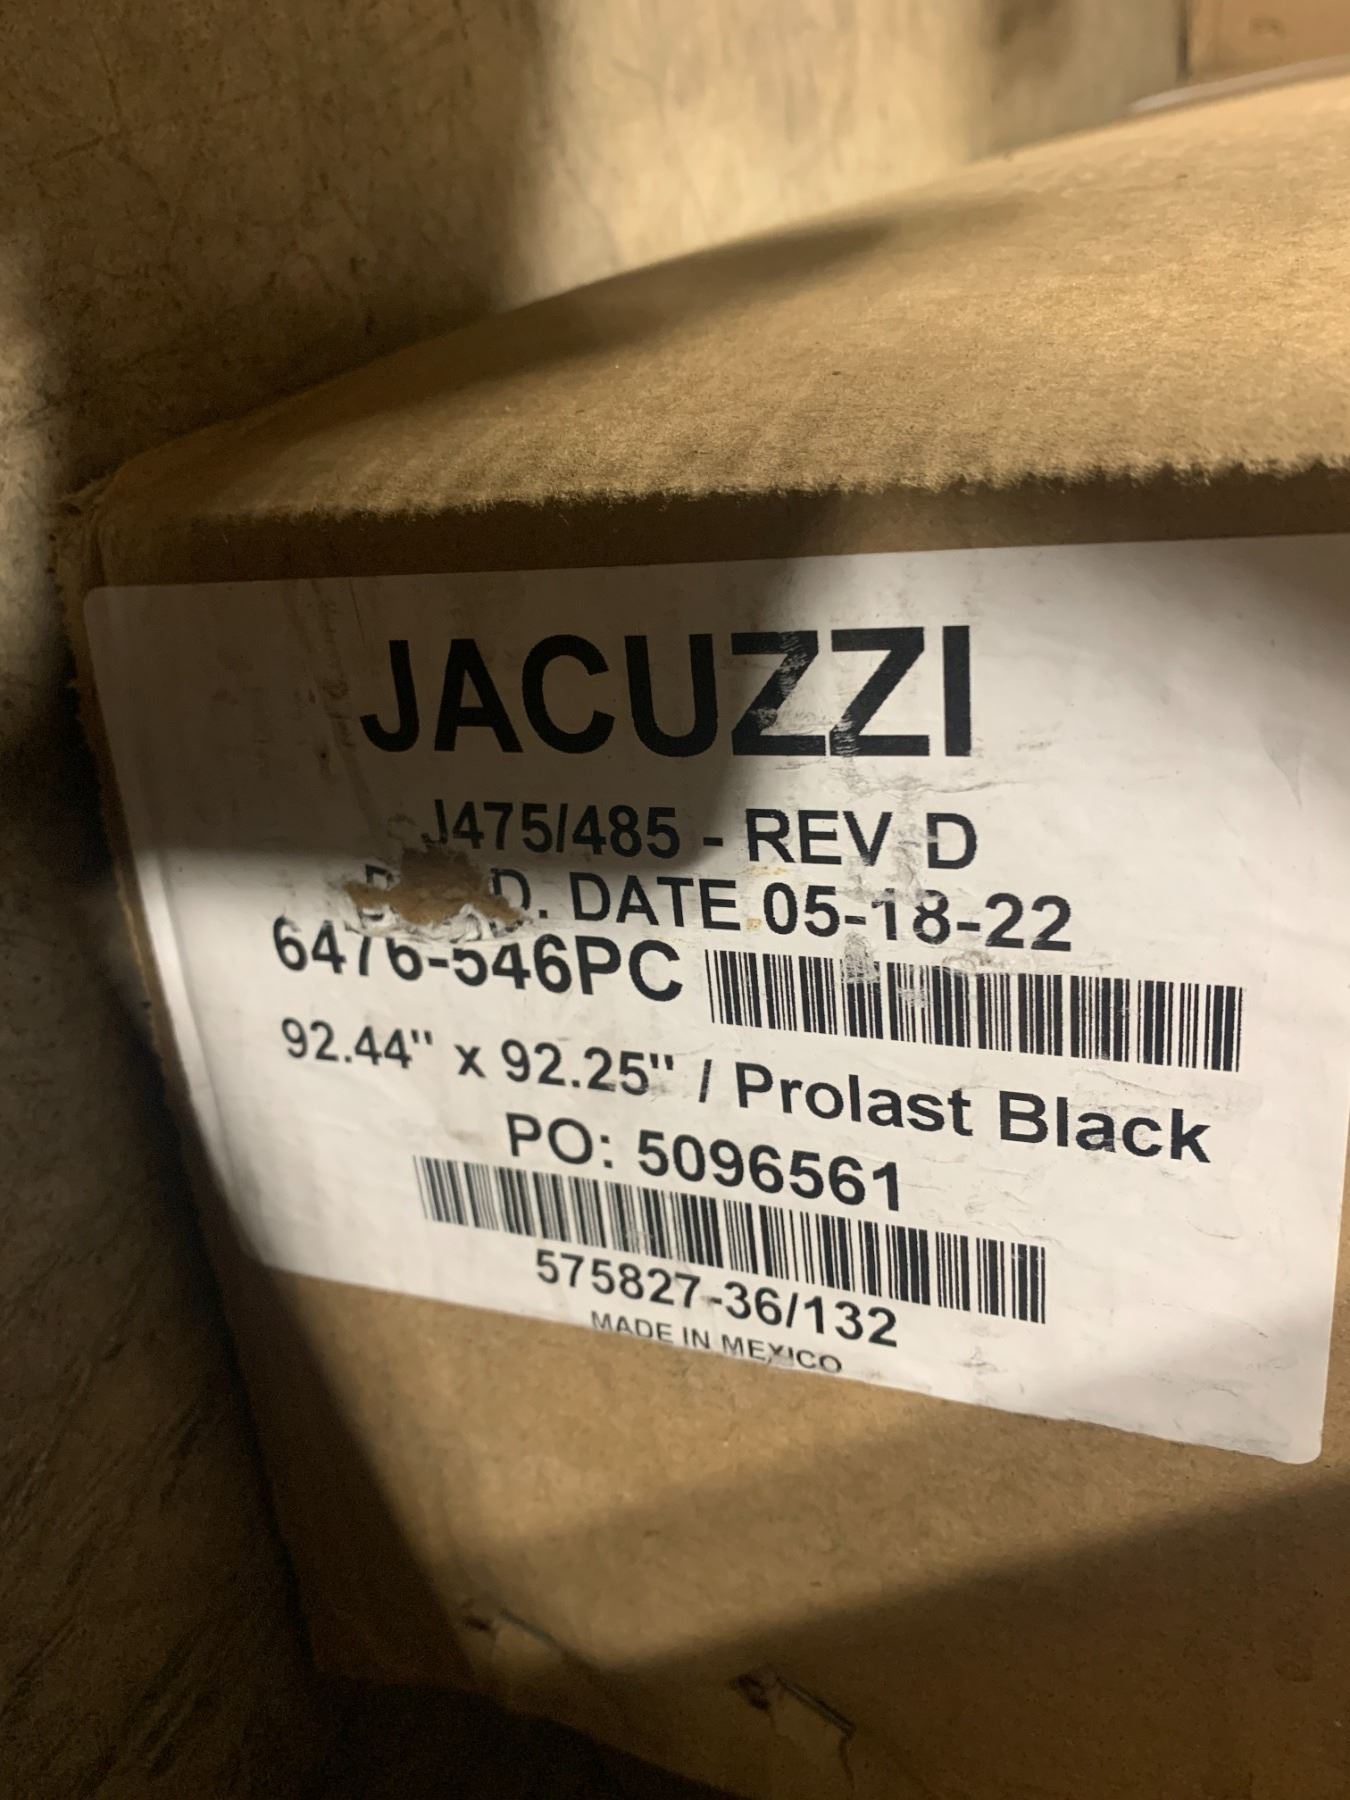 JACUZZI
J475/485 - REV D
DATE 05-18-22
6476-546PC
92.44" x 92.25" / Prolast Black
PO: 5096561
575827-36/132
MADE IN MEXICO